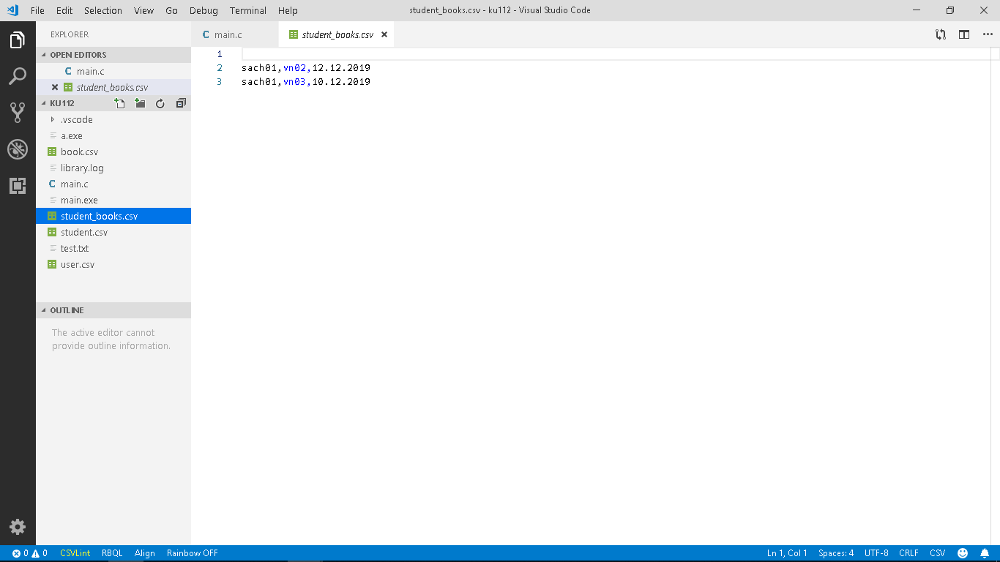 File Edit Selection View Go Debug Terminal Help
student_books.csv - ku112 - Visual Studio Code
EXPLORER
OPEN EDITORS
main.c
student_books.csv
KU112
.vscode
a.exe
book.csv
library.log
main.c
main.exe
student_books.csv
student.csv
test.txt
user.csv
OUTLINE
The active editor cannot
provide outline information.
main.c student_books.csv
1
2 sach01,vn02,12.12.2019
3 sach01,vn03,10.12.2019
0 0 CSVLint RBQL Align Rainbow OFF Ln 1, Col 1 Spaces: 4 UTF-8 CRLF CSV